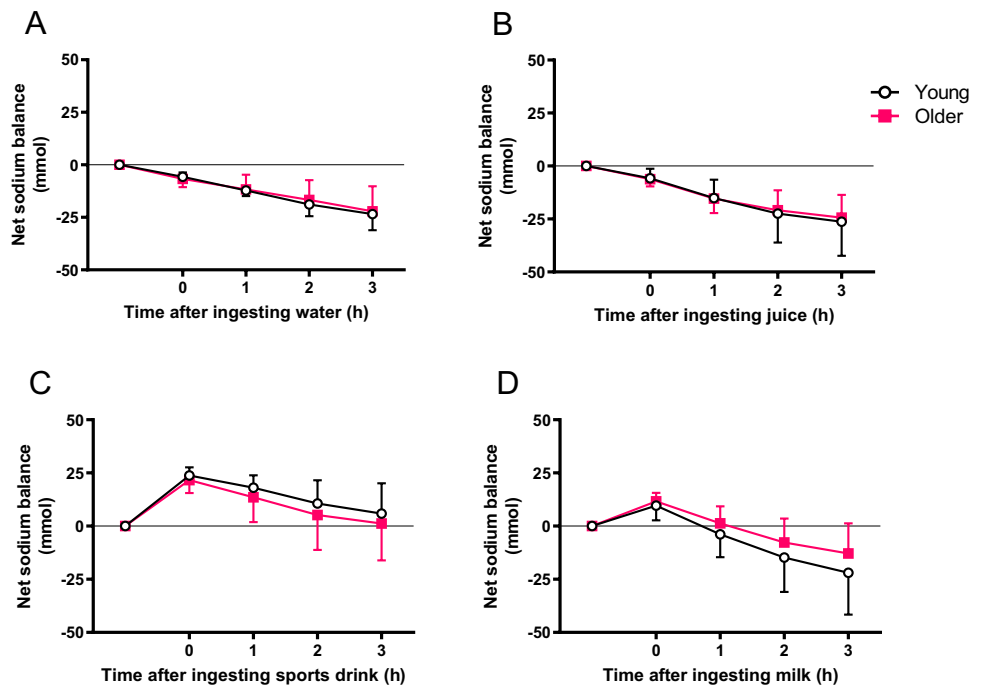 A
50
25
0
-25
-50
Net sodium balance
(mmol)
0 1 2 3
Time after ingesting water (h)
B
50
25
0
-25
-50
Net sodium balance
(mmol)
0 1 2 3
Time after ingesting juice (h)
Young
Older
C
50
25
0
-25
-50
Net sodium balance
(mmol)
0 1 2 3
Time after ingesting sports drink (h)
D
50
25
0
-25
-50
Net sodium balance
(mmol)
0 1 2 3
Time after ingesting milk (h)